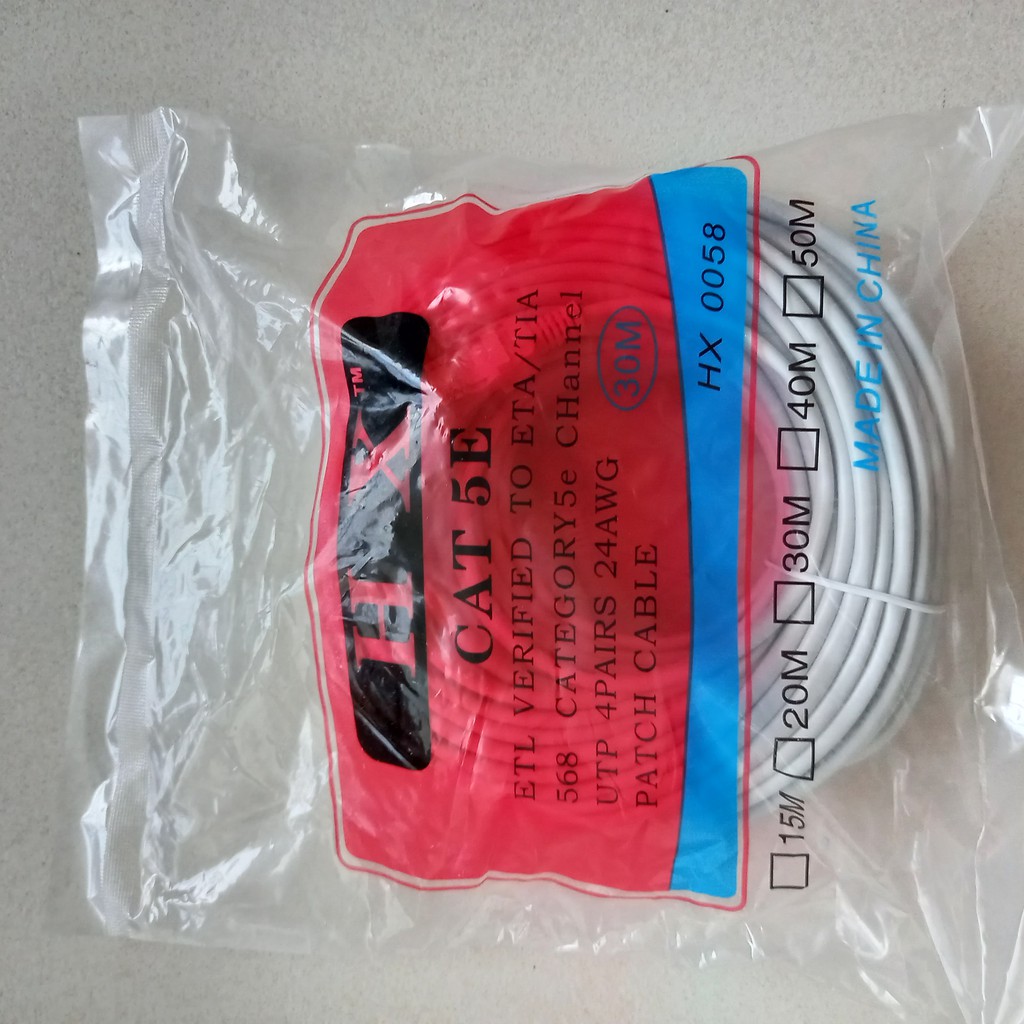 HX™
CAT 5E
ETL VERIFIED TO ETA/TIA
568 CATEGORY5e CHannel
UTP 4PAIRS 24AWG
PATCH CABLE
30M
HX 0058
15M 20M 30M 40M 50M
MADE IN CHINA